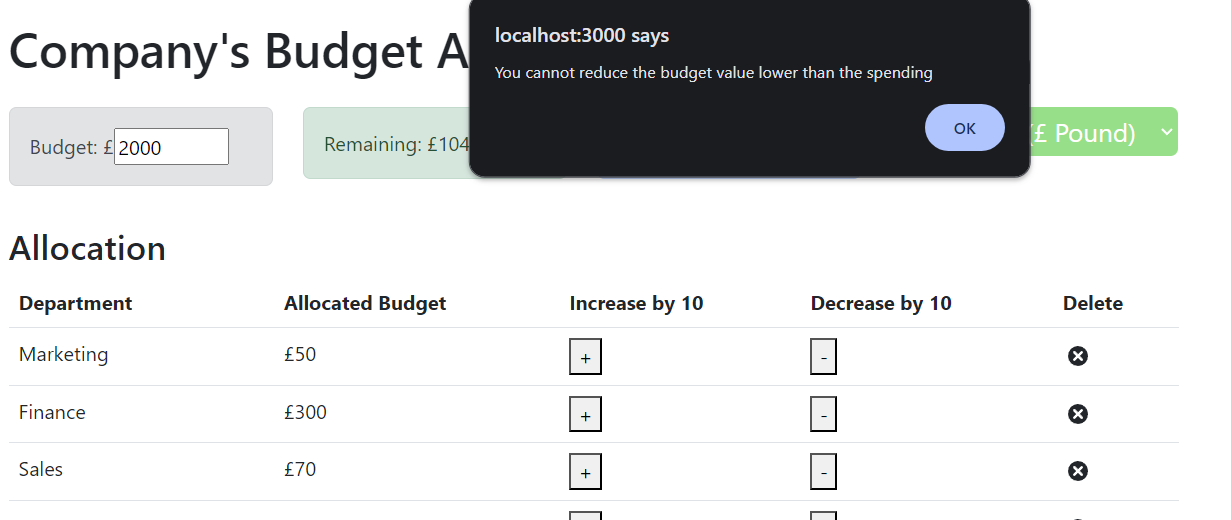 localhost:3000 says
You cannot reduce the budget value lower than the spending
OK
Company's Budget A
Budget: £2000
Remaining: £104
(£ Pound)
Allocation
Department Allocated Budget Increase by 10 Decrease by 10 Delete
Marketing £50 + -
Finance £300 + -
Sales £70 + -